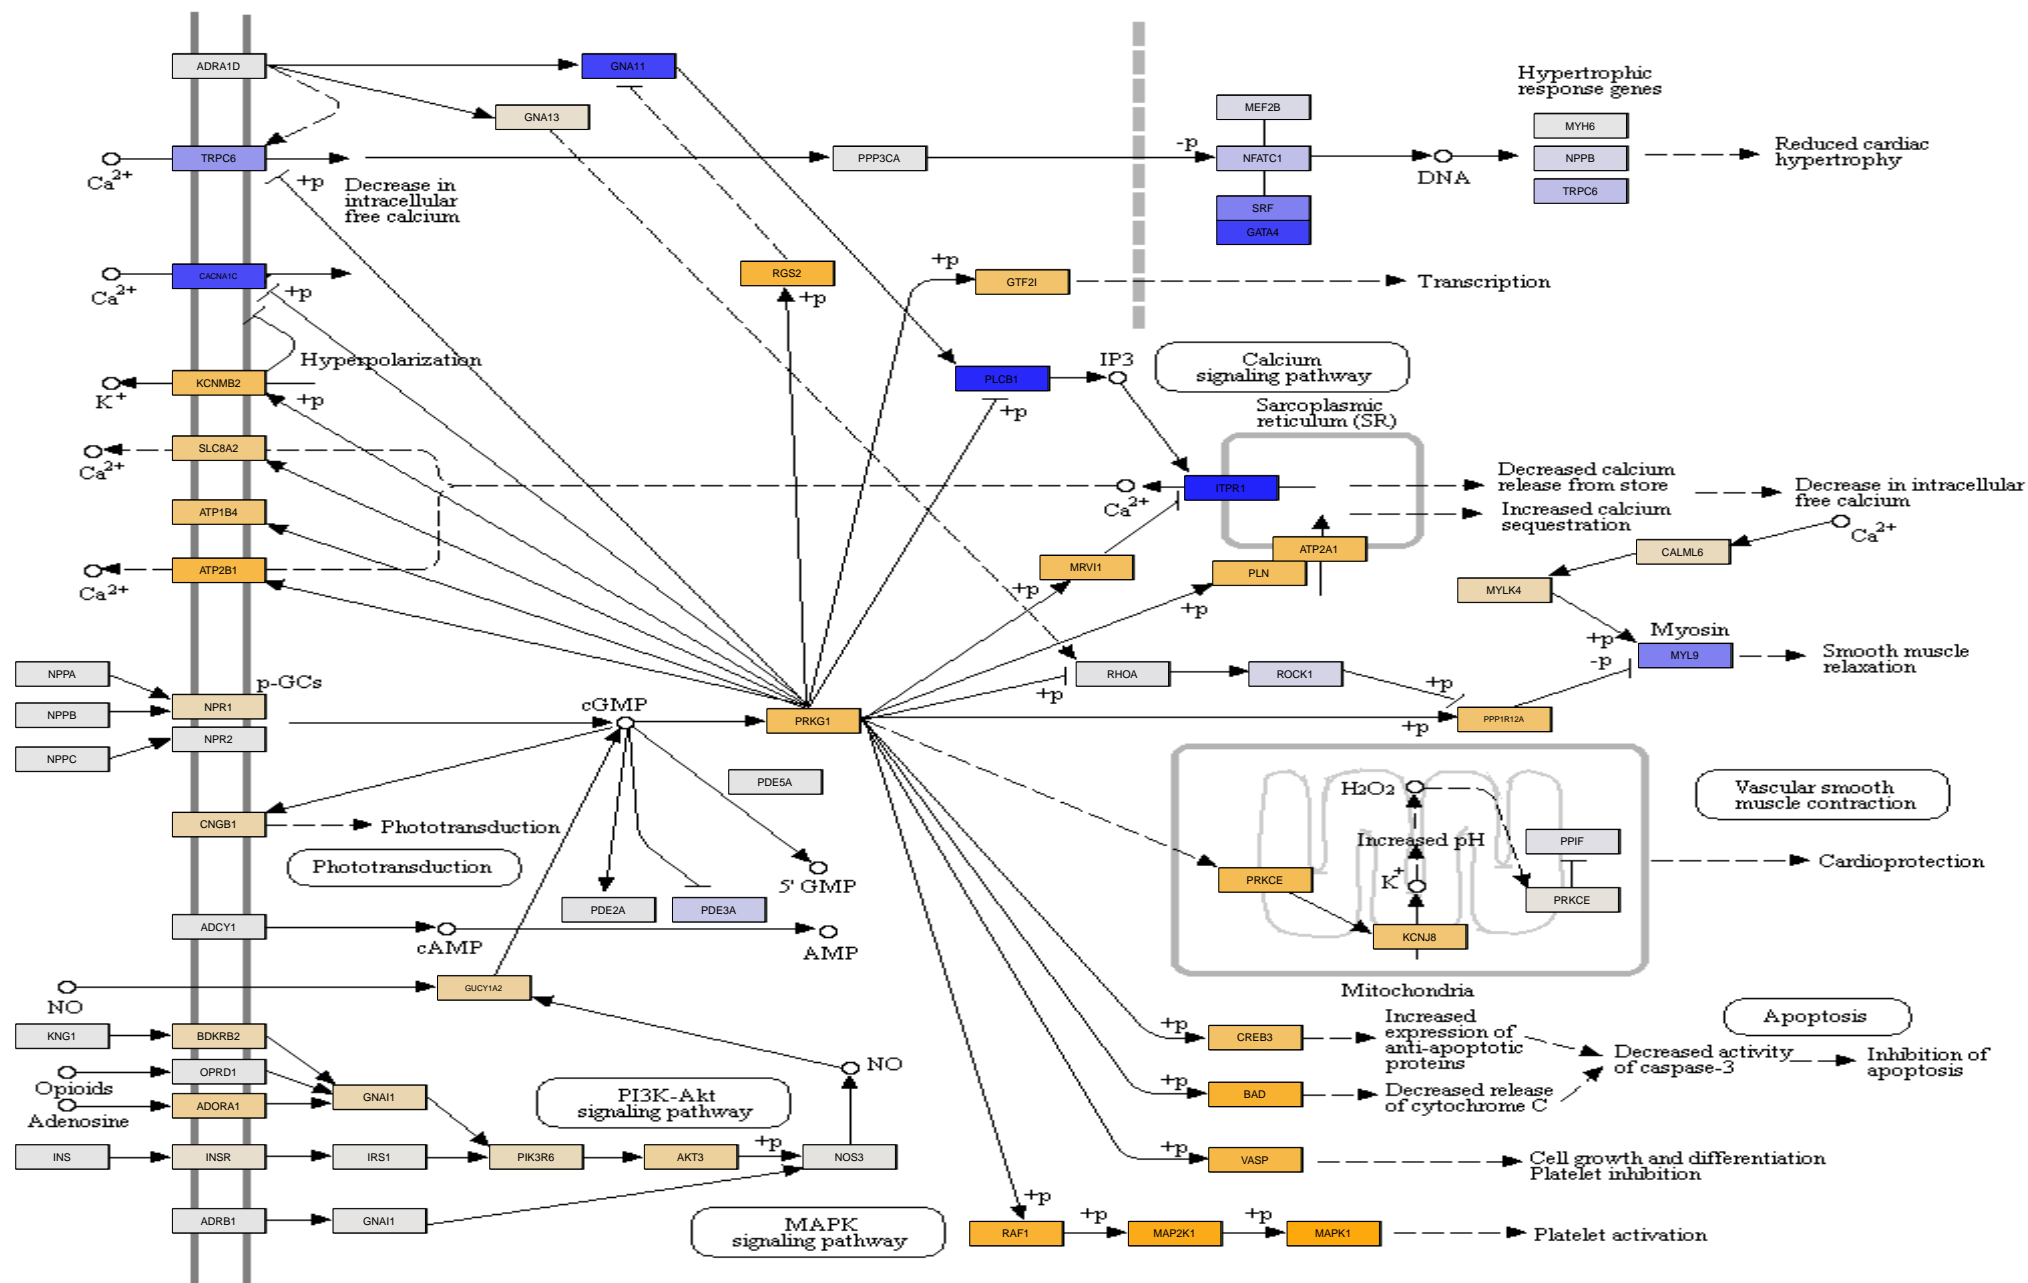 ADRA1D
GNA11
GNA13
Hypertrophic
response genes
MEF2B
MYH6
TRPC6
Ca2+
+p
Decrease in
intracellular
free calcium
PPP3CA
-p
NFATC1
DNA
NPPB
TRPC6
Reduced cardiac
hypertrophy
SRF
GATA4
CACNA1C
Ca2+
+p
RGS2
+p
+p
GTF2I
Transcription
Hyperpolarization
KCNMB2
K+
+p
PLCB1
+p
IP3
Calcium
signaling pathway
Sarcoplasmic
reticulum (SR)
SLC8A2
Ca2+
ATP1B4
ATP2B1
Ca2+
Ca2+
ITPR1
Decreased calcium
release from store
Increased calcium
sequestration
Decrease in intracellular
free calcium
Ca2+
MRVI1
+p
ATP2A1
PLN
+p
CALML6
MYLK4
+p
-p
Myosin
MYL9
Smooth muscle
relaxation
NPPA
NPPB
NPPC
p-GCs
NPR1
NPR2
cGMP
PRKG1
RHOA
+p
ROCK1
+p
+p
PPP1R12A
PDE5A
CNGB1
Phototransduction
Phototransduction
5' GMP
PDE2A
PDE3A
H2O2
Increased pH
K+
PPIF
PRKCE
PRKCE
KCNJ8
Mitochondria
Vascular smooth
muscle contraction
Cardioprotection
ADCY1
cAMP
AMP
NO
GUCY1A2
KNG1
BDKRB2
OPRD1
Opioids
ADORA1
Adenosine
GNAI1
NO
PI3K-Akt
signaling pathway
INS
INSR
IRS1
PIK3R6
AKT3
+p
NOS3
ADRB1
GNAI1
MAPK
signaling pathway
+p
CREB3
Increased
expression of
anti-apoptotic
proteins
Apoptosis
Decreased activity
of caspase-3
Inhibition of
apoptosis
+p
BAD
Decreased release
of cytochrome C
+p
VASP
Cell growth and differentiation
Platelet inhibition
+p
RAF1
+p
MAP2K1
+p
MAPK1
Platelet activation